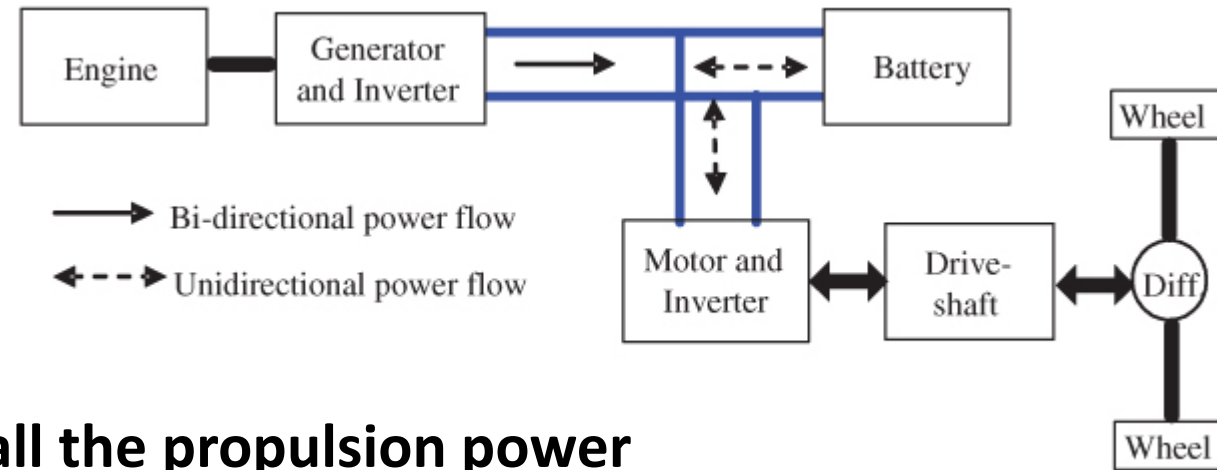 Engine
Generator
and Inverter
Battery
Wheel
Bi-directional power flow
Unidirectional power flow
Motor and
Inverter
Drive-
shaft
Diff
Wheel
all the propulsion power